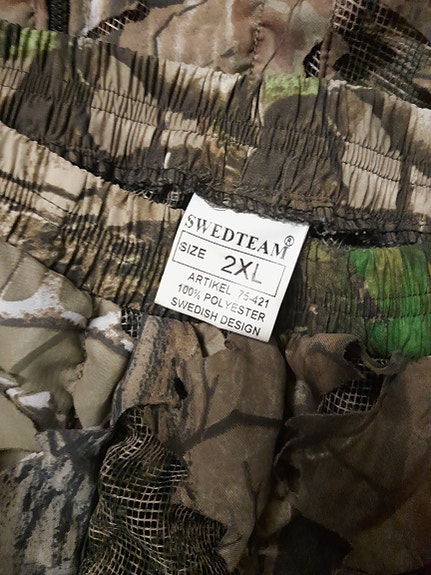 SWEDTEAM®
SIZE 2XL
ARTIKEL 75-421
100% POLYESTER
SWEDISH DESIGN